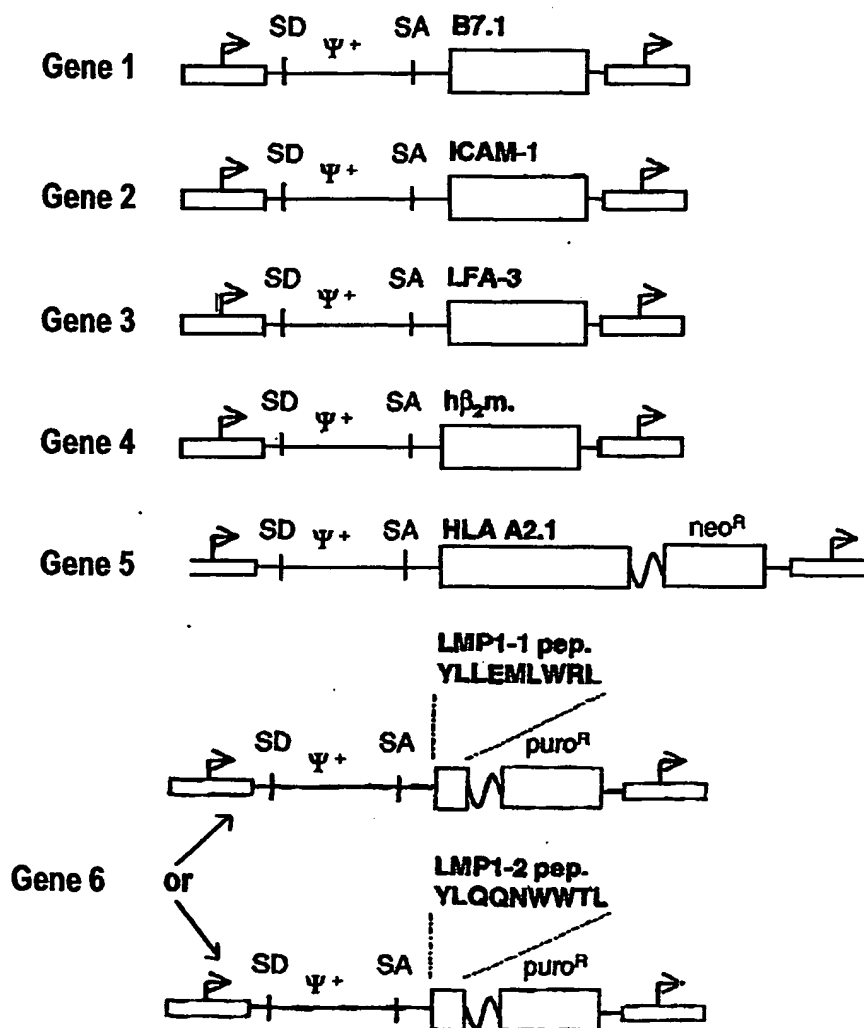 SD Ψ+ SA B7.1
Gene 1
SD Ψ+ SA ICAM-1
Gene 2
SD Ψ+ SA LFA-3
Gene 3
SD Ψ+ SA hβ₂m.
Gene 4
SD Ψ+ SA HLA A2.1 neoᴿ
Gene 5
LMP1-1 pep.
YLLEMLWRL
SD Ψ+ SA puroᴿ
Gene 6 or
LMP1-2 pep.
YLQQNWWTL
SD Ψ+ SA puroᴿ